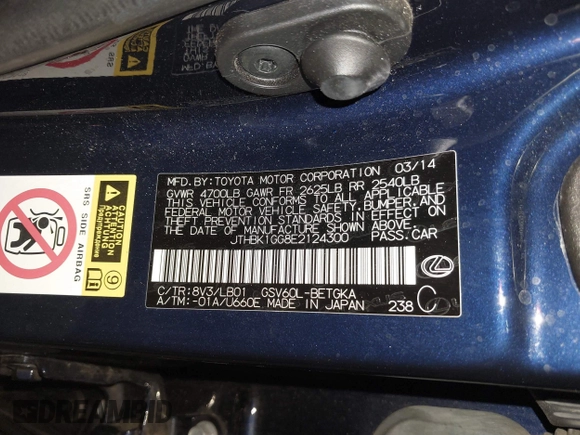 MFD.BY:TOYOTA MOTOR CORPORATION 03/14
GVWR 4700LB GAWR FR 2625LB RR 2540LB
THIS VEHICLE CONFORMS TO ALL APPLICABLE
FEDERAL MOTOR VEHICLE SAFETY, BUMPER, AND
THEFT PREVENTION STANDARDS IN EFFECT ON
THE DATE OF MANUFACTURE SHOWN ABOVE.
JTHBK1GG8E2124300 PASS.CAR
C/TR:8V3/LB01 GSV60L-BETGKA
A/TM:-01A/U660E MADE IN JAPAN 238 C
SRS SIDE AIRBAG
CAUTION
ATTENTION
9
DREAMBID